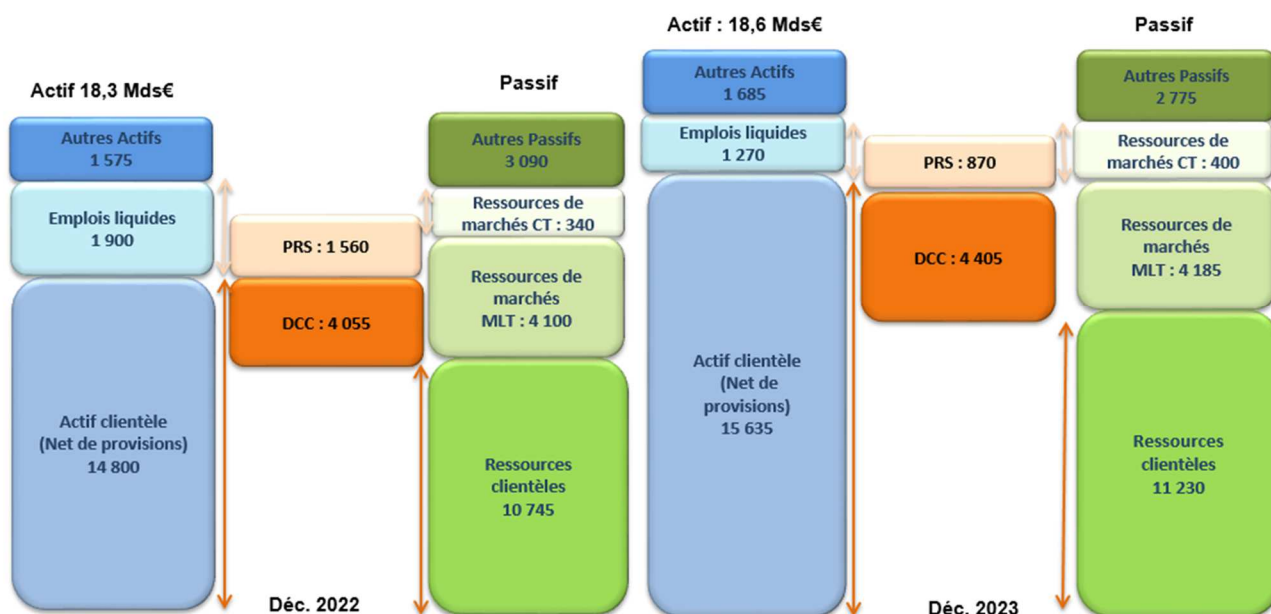 Actif 18,3 Mds€
Autres Actifs
1 575
Emplois liquides
1 900
Actif clientèle
(Net de provisions)
14 800
PRS : 1 560
DCC : 4 055
Passif
Autres Passifs
3 090
Ressources de
marchés CT : 340
Ressources de
marchés
MLT : 4 100
Ressources
clientèles
10 745
Déc. 2022
Actif : 18,6 Mds€
Autres Actifs
1 685
Emplois liquides
1 270
Actif clientèle
(Net de
provisions)
15 635
PRS : 870
DCC : 4 405
Passif
Autres Passifs
2 775
Ressources de
marchés CT : 400
Ressources de
marchés
MLT : 4 185
Ressources
clientèles
11 230
Déc. 2023